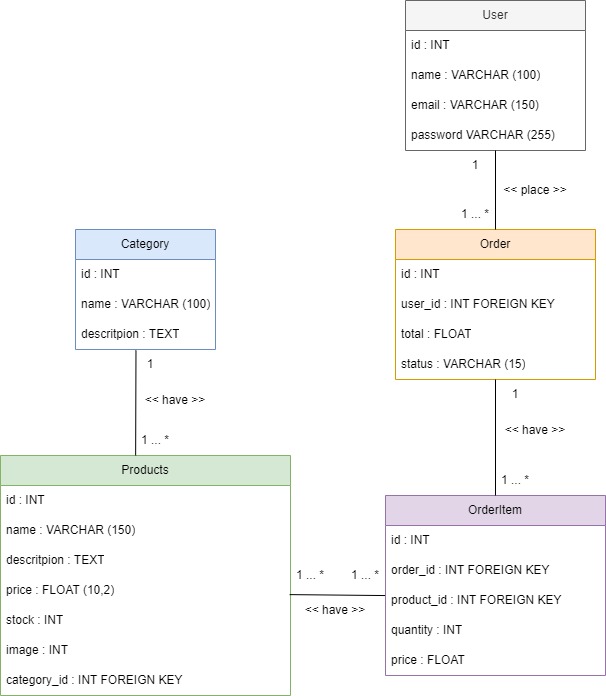 User
id : INT
name : VARCHAR (100)
email : VARCHAR (150)
password VARCHAR (255)
1
<< place >>
1 ... *
Category
id : INT
name : VARCHAR (100)
descritpion : TEXT
Order
id : INT
user_id : INT FOREIGN KEY
total : FLOAT
status : VARCHAR (15)
1
<< have >>
1 ... *
1
<< have >>
1 ... *
Products
id : INT
name : VARCHAR (150)
descritpion : TEXT
price : FLOAT (10,2)
stock : INT
image : INT
category_id : INT FOREIGN KEY
1 ... *
1 ... *
<< have >>
OrderItem
id : INT
order_id : INT FOREIGN KEY
product_id : INT FOREIGN KEY
quantity : INT
price : FLOAT